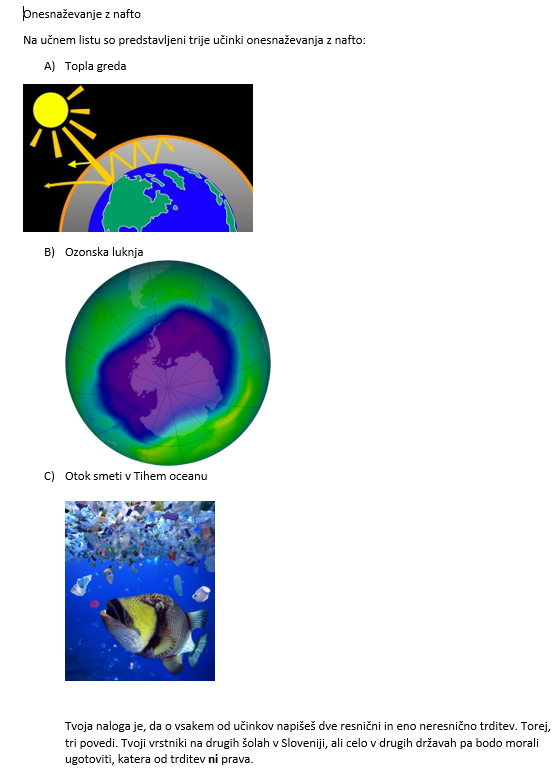 Onesnaževanje z nafto
Na učnem listu so predstavljeni trije učinki onesnaževanja z nafto:
A) Topla greda
B) Ozonska luknja
C) Otok smeti v Tihem oceanu
Tvoja naloga je, da o vsakem od učinkov napišeš dve resnični in eno neresnično trditev. Torej,
tri povedi. Tvoji vrstniki na drugih šolah v Sloveniji, ali celo v drugih državah pa bodo morali
ugotoviti, katera od trditev ni prava.